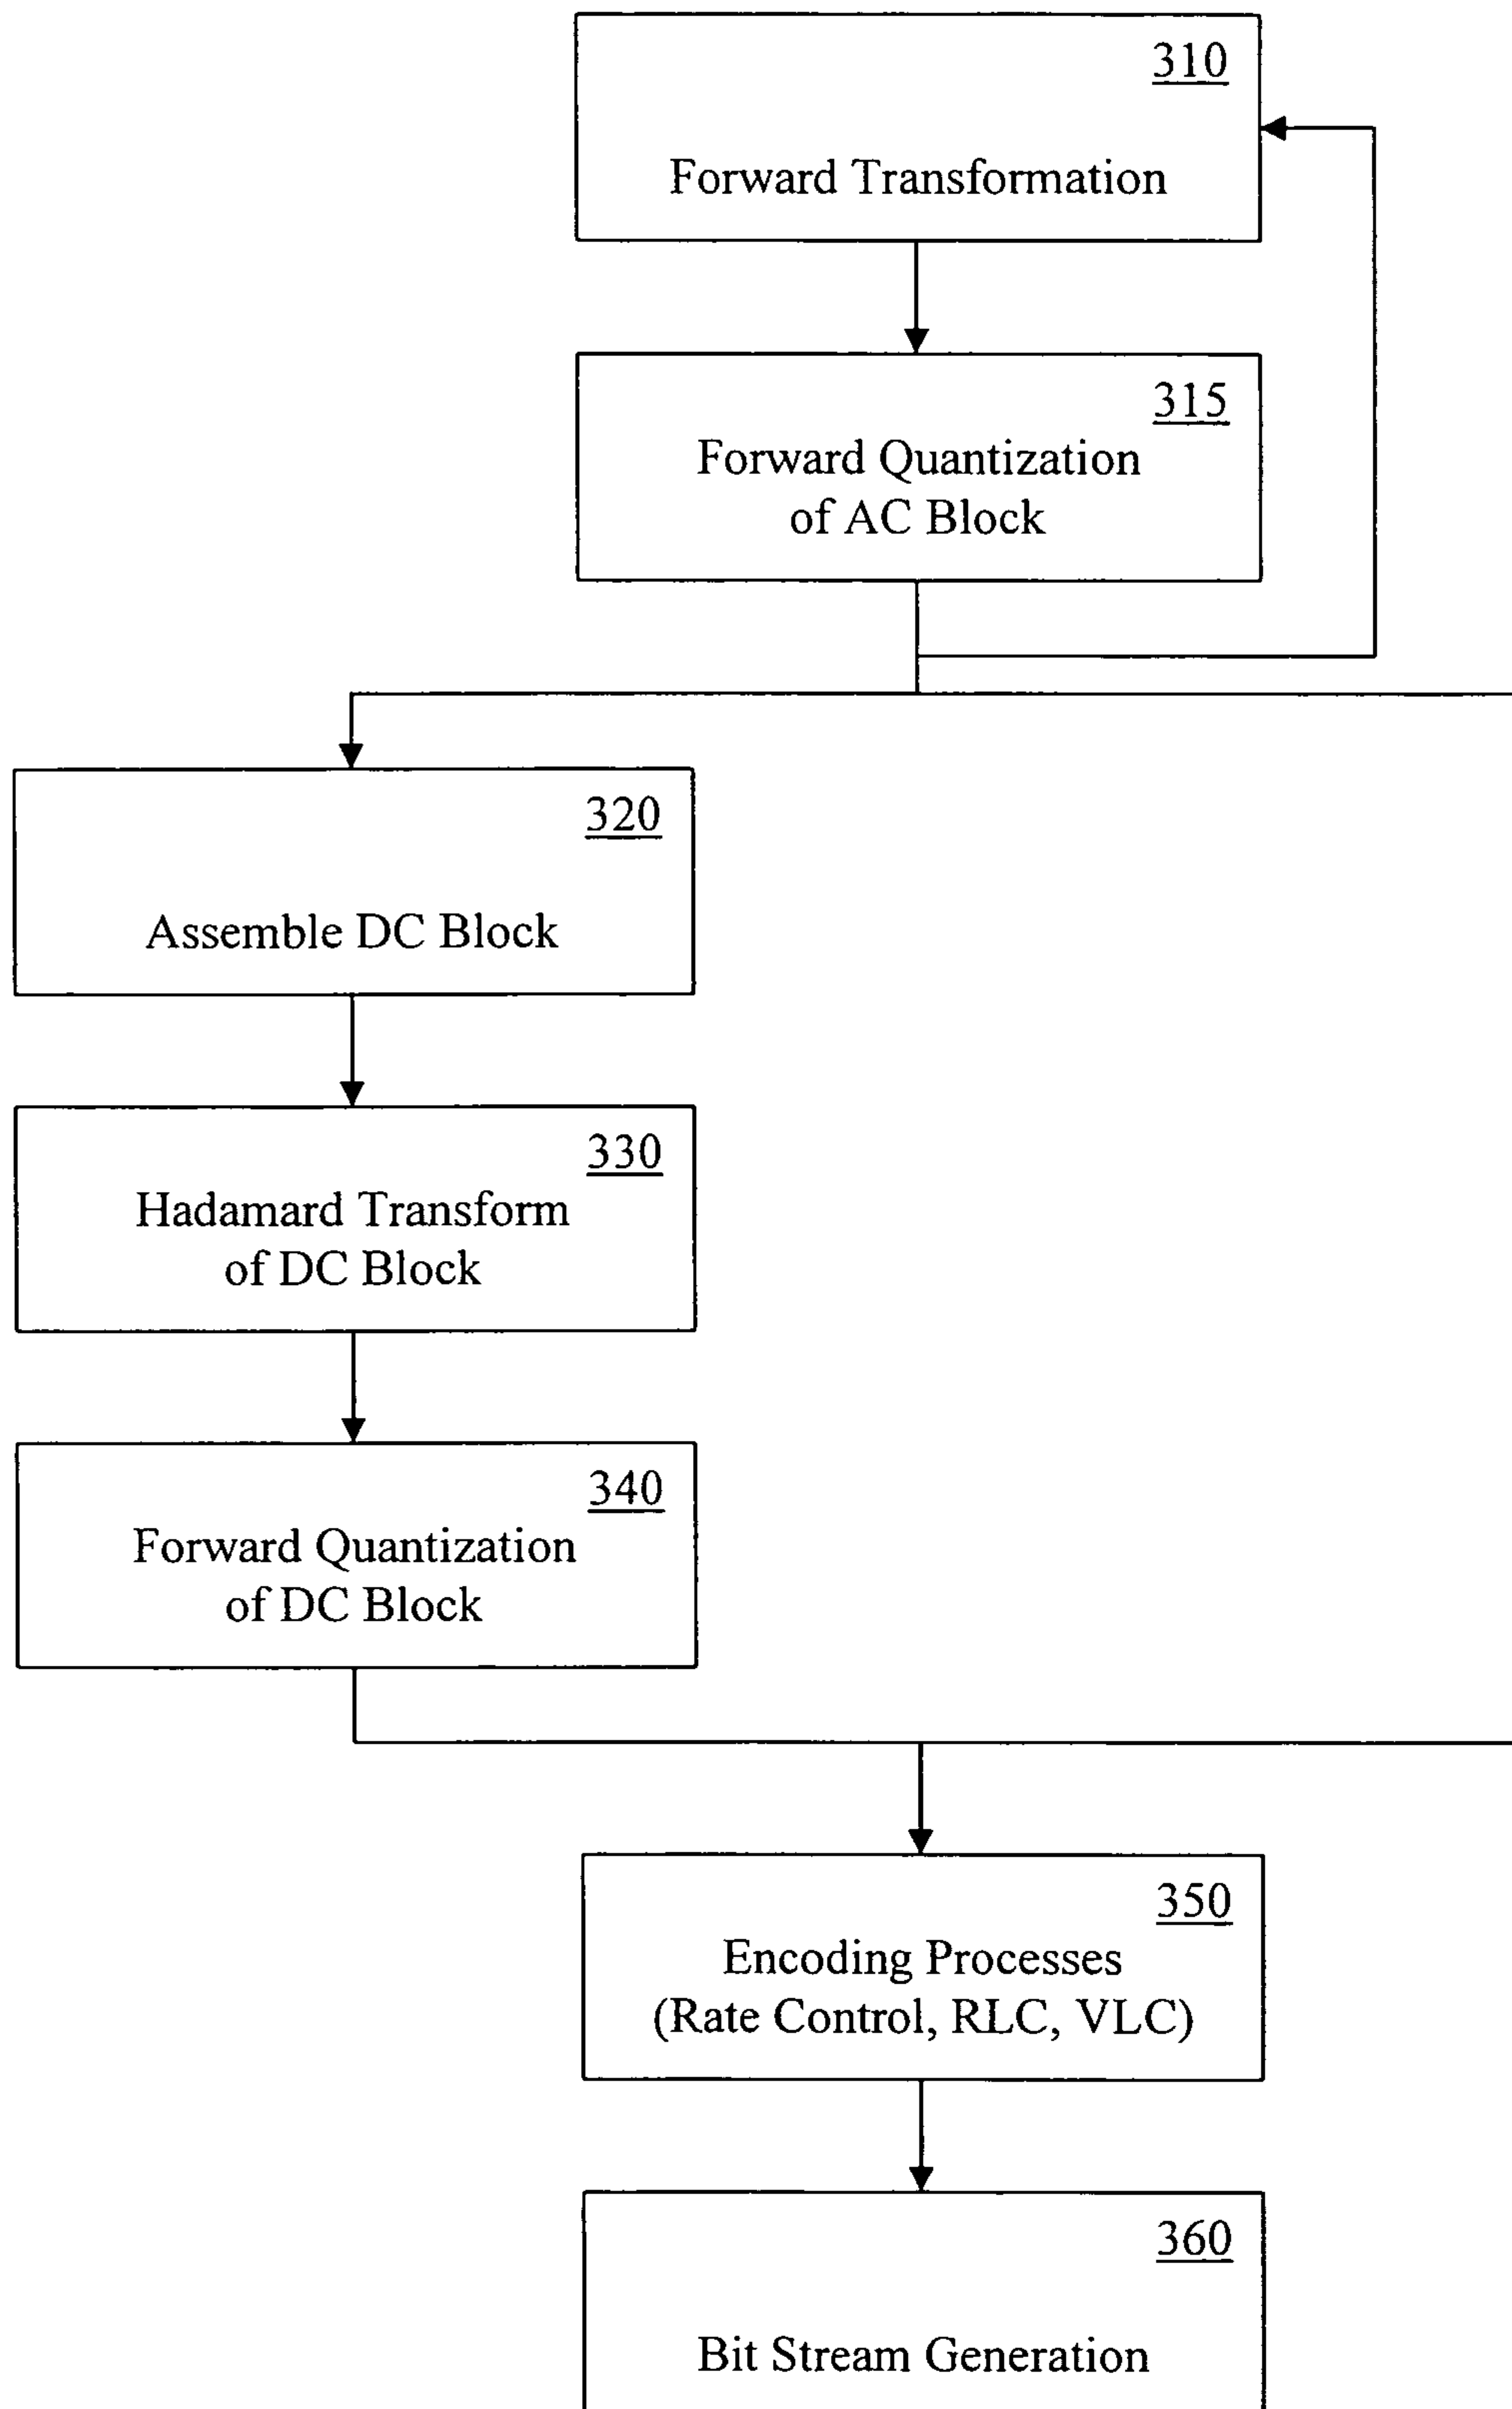 310
Forward Transformation
315
Forward Quantization
of AC Block
320
Assemble DC Block
330
Hadamard Transform
of DC Block
340
Forward Quantization
of DC Block
350
Encoding Processes
(Rate Control, RLC, VLC)
360
Bit Stream Generation